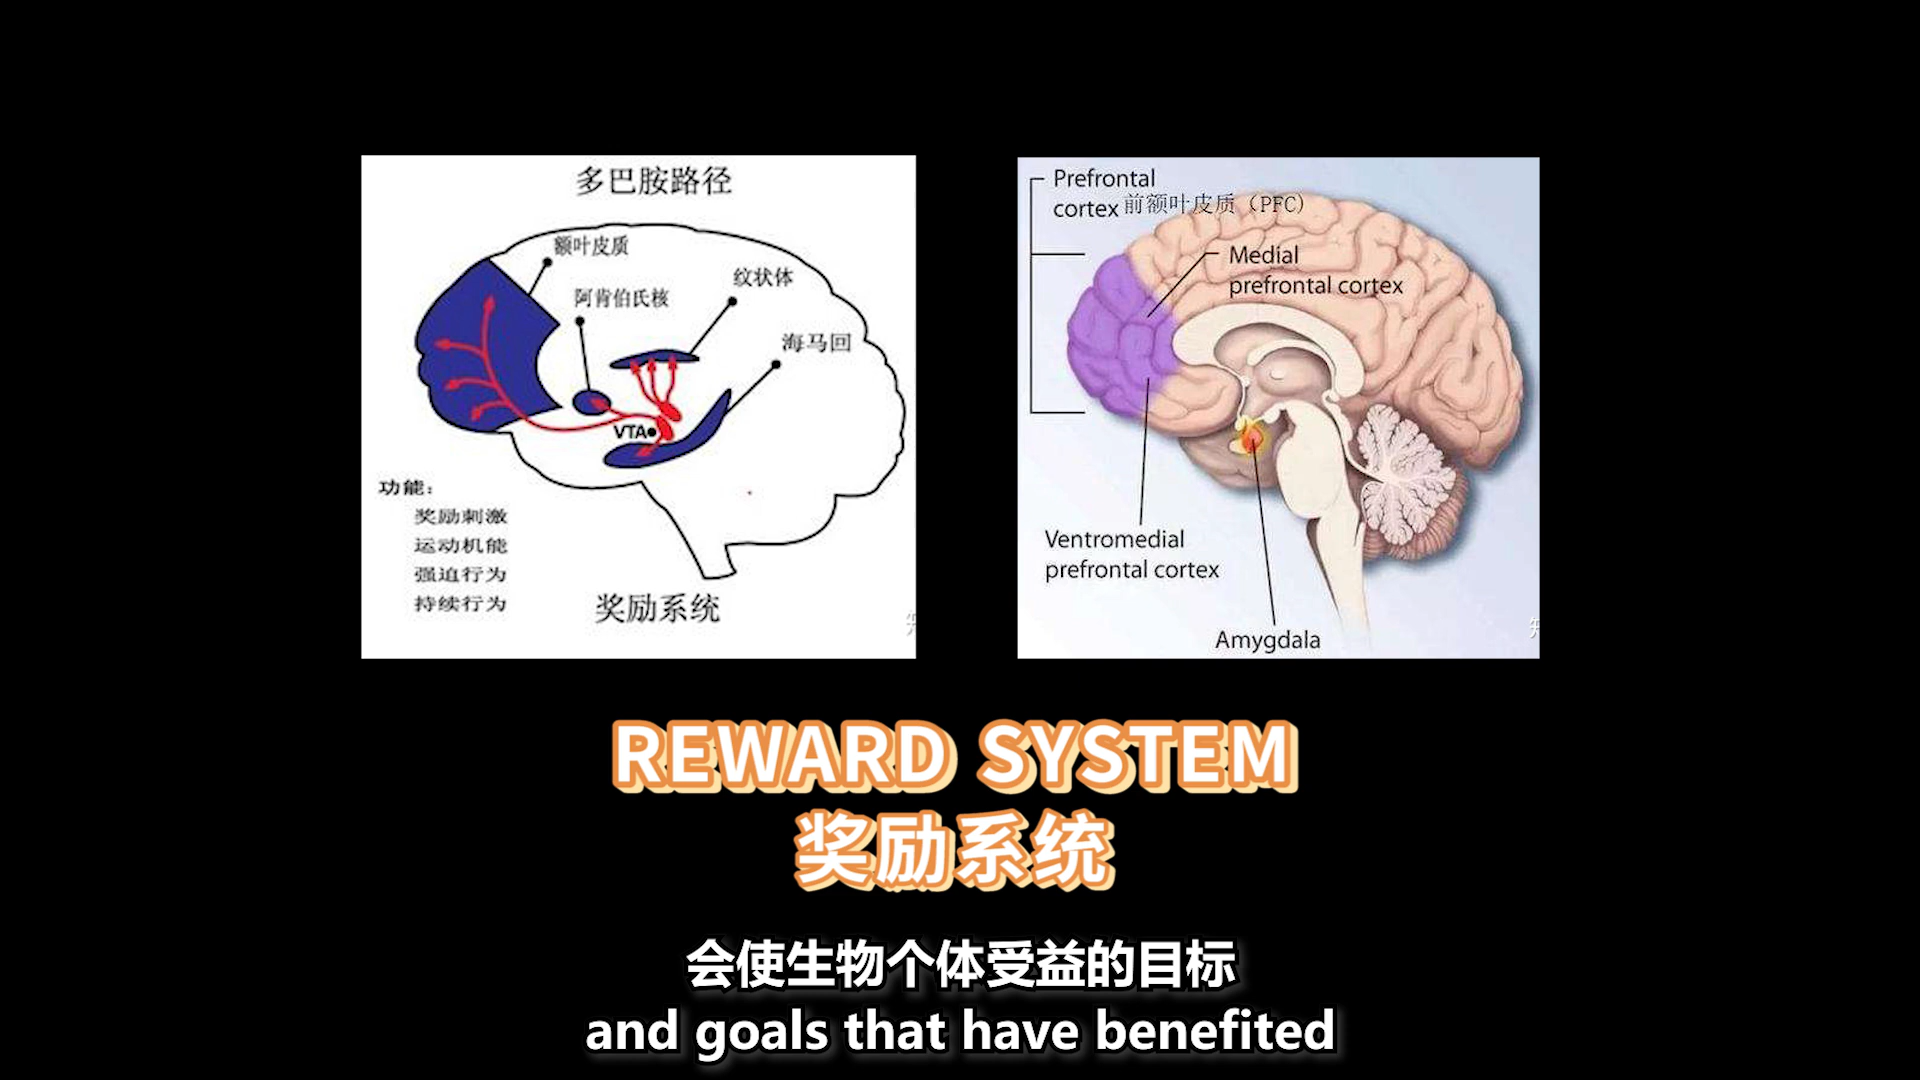 多巴胺路径
额叶皮质
阿肯伯氏核
纹状体
海马回
VTA
功能：
奖励刺激
运动机能
强迫行为
持续行为
奖励系统
Prefrontal
cortex 前额叶皮质（PFC）
Medial
prefrontal cortex
Ventromedial
prefrontal cortex
Amygdala
REWARD SYSTEM
奖励系统
会使生物个体受益的目标
and goals that have benefited